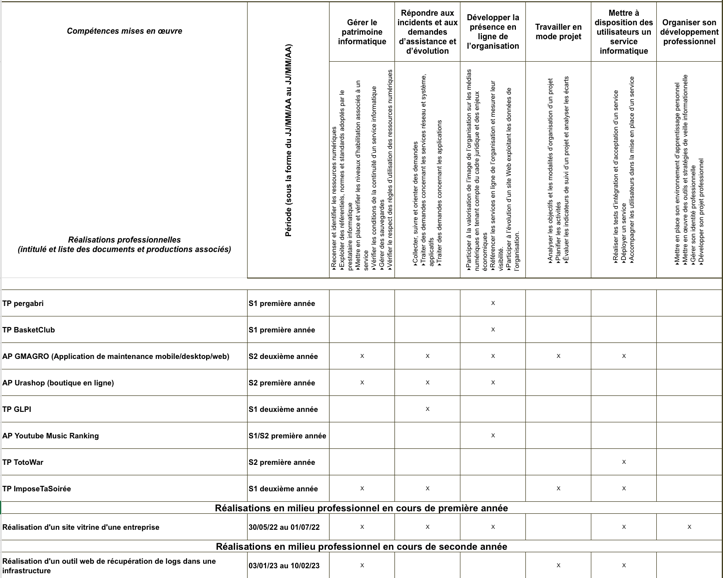 Compétences mises en œuvre
Période (sous la forme du JJ/MM/AA au JJ/MM/AA)
Gérer le
patrimoine
informatique
Répondre aux
incidents et aux
demandes
d'assistance et
d'évolution
Développer la
présence en
ligne de
l'organisation
Travailler en
mode projet
Mettre à
disposition des
utilisateurs un
service
informatique
Organiser son
développement
professionnel
Réalisations professionnelles
(intitulé et liste des documents et productions associés)
▸Recenser et identifier les ressources numériques
▸Exploiter des référentiels, normes et standards adoptés par le
prestataire informatique
▸Mettre en place et vérifier les niveaux d'habilitation associés à un
service
▸Vérifier les conditions de la continuité d'un service informatique
▸Gérer des sauvegardes
▸Vérifier le respect des règles d'utilisation des ressources numériques
▸Collecter, suivre et orienter des demandes
▸Traiter des demandes concernant les services réseau et système,
applicatifs
▸Traiter des demandes concernant les applications
▸Participer à la valorisation de l'image de l'organisation sur les médias
numériques en tenant compte du cadre juridique et des enjeux
économiques
▸Référencer les services en ligne de l'organisation et mesurer leur
visibilité.
▸Participer à l'évolution d'un site Web exploitant les données de
l'organisation.
▸Analyser les objectifs et les modalités d'organisation d'un projet
▸Planifier les activités
▸Évaluer les indicateurs de suivi d'un projet et analyser les écarts
▸Réaliser les tests d'intégration et d'acceptation d'un service
▸Déployer un service
▸Accompagner les utilisateurs dans la mise en place d'un service
▸Mettre en place son environnement d'apprentissage personnel
▸Mettre en œuvre des outils et stratégies de veille informationnelle
▸Gérer son identité professionnelle
▸Développer son projet professionnel
TP pergabri S1 première année x
TP BasketClub S1 première année x
AP GMAGRO (Application de maintenance mobile/desktop/web) S2 deuxième année x x x x x
AP Urashop (boutique en ligne) S2 première année x x x
TP GLPI S1 deuxième année x
AP Youtube Music Ranking S1/S2 première année x
TP TotoWar S2 première année x
TP ImposeTaSoirée S1 deuxième année x x x x
Réalisations en milieu professionnel en cours de première année
Réalisation d'un site vitrine d'une entreprise 30/05/22 au 01/07/22 x x x x x
Réalisations en milieu professionnel en cours de seconde année
Réalisation d'un outil web de récupération de logs dans une
infrastructure 03/01/23 au 10/02/23 x x x